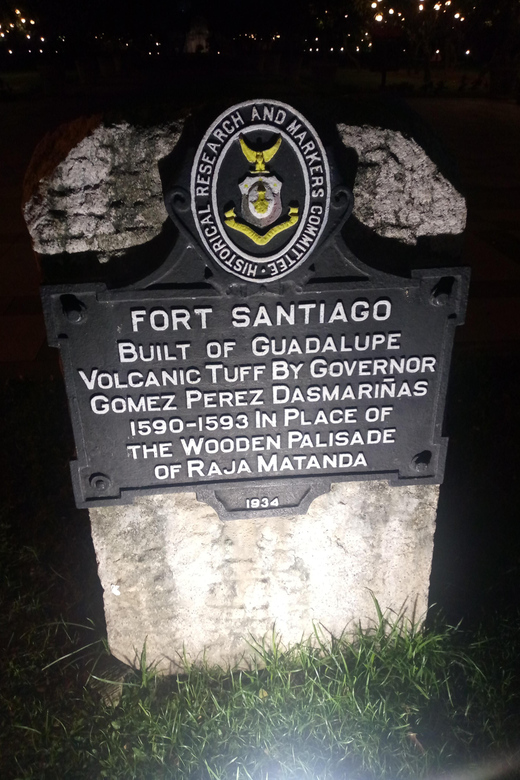 HISTORICAL RESEARCH AND MARKERS COMMITTEE
FORT SANTIAGO
BUILT OF GUADALUPE
VOLCANIC TUFF BY GOVERNOR
GOMEZ PEREZ DASMARIÑAS
1590-1593 IN PLACE OF
THE WOODEN PALISADE
OF RAJA MATANDA
1934